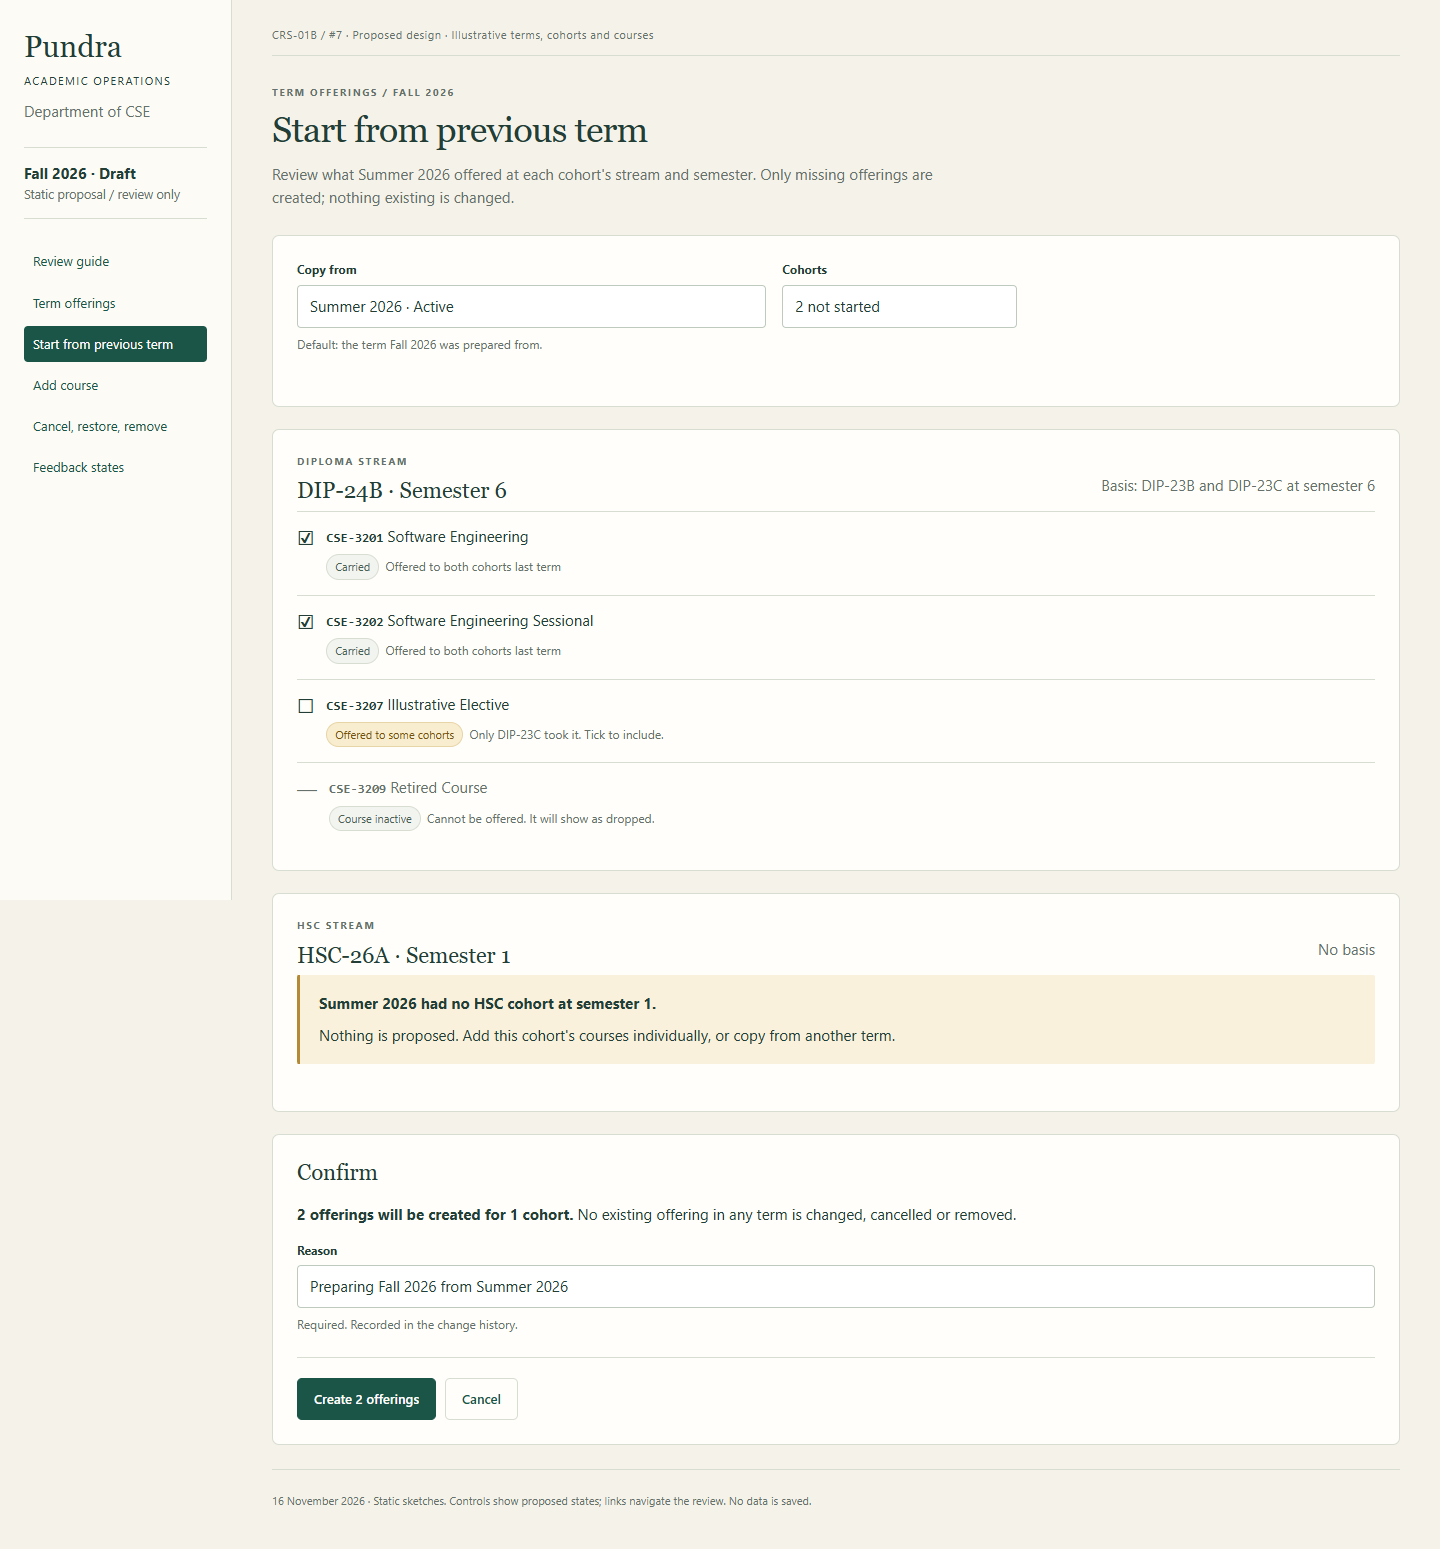 Pundra
ACADEMIC OPERATIONS
Department of CSE
Fall 2026 · Draft
Static proposal / review only
Review guide
Term offerings
Start from previous term
Add course
Cancel, restore, remove
Feedback states
CRS-01B / #7 · Proposed design · Illustrative terms, cohorts and courses
TERM OFFERINGS / FALL 2026
Start from previous term
Review what Summer 2026 offered at each cohort's stream and semester. Only missing offerings are
created; nothing existing is changed.
Copy from
Summer 2026 · Active
Default: the term Fall 2026 was prepared from.
Cohorts
2 not started
DIPLOMA STREAM
DIP-24B · Semester 6
Basis: DIP-23B and DIP-23C at semester 6
CSE-3201 Software Engineering
Carried Offered to both cohorts last term
CSE-3202 Software Engineering Sessional
Carried Offered to both cohorts last term
CSE-3207 Illustrative Elective
Offered to some cohorts Only DIP-23C took it. Tick to include.
CSE-3209 Retired Course
Course inactive Cannot be offered. It will show as dropped.
HSC STREAM
HSC-26A · Semester 1
No basis
Summer 2026 had no HSC cohort at semester 1.
Nothing is proposed. Add this cohort's courses individually, or copy from another term.
Confirm
2 offerings will be created for 1 cohort. No existing offering in any term is changed, cancelled or removed.
Reason
Preparing Fall 2026 from Summer 2026
Required. Recorded in the change history.
Create 2 offerings
Cancel
16 November 2026 · Static sketches. Controls show proposed states; links navigate the review. No data is saved.